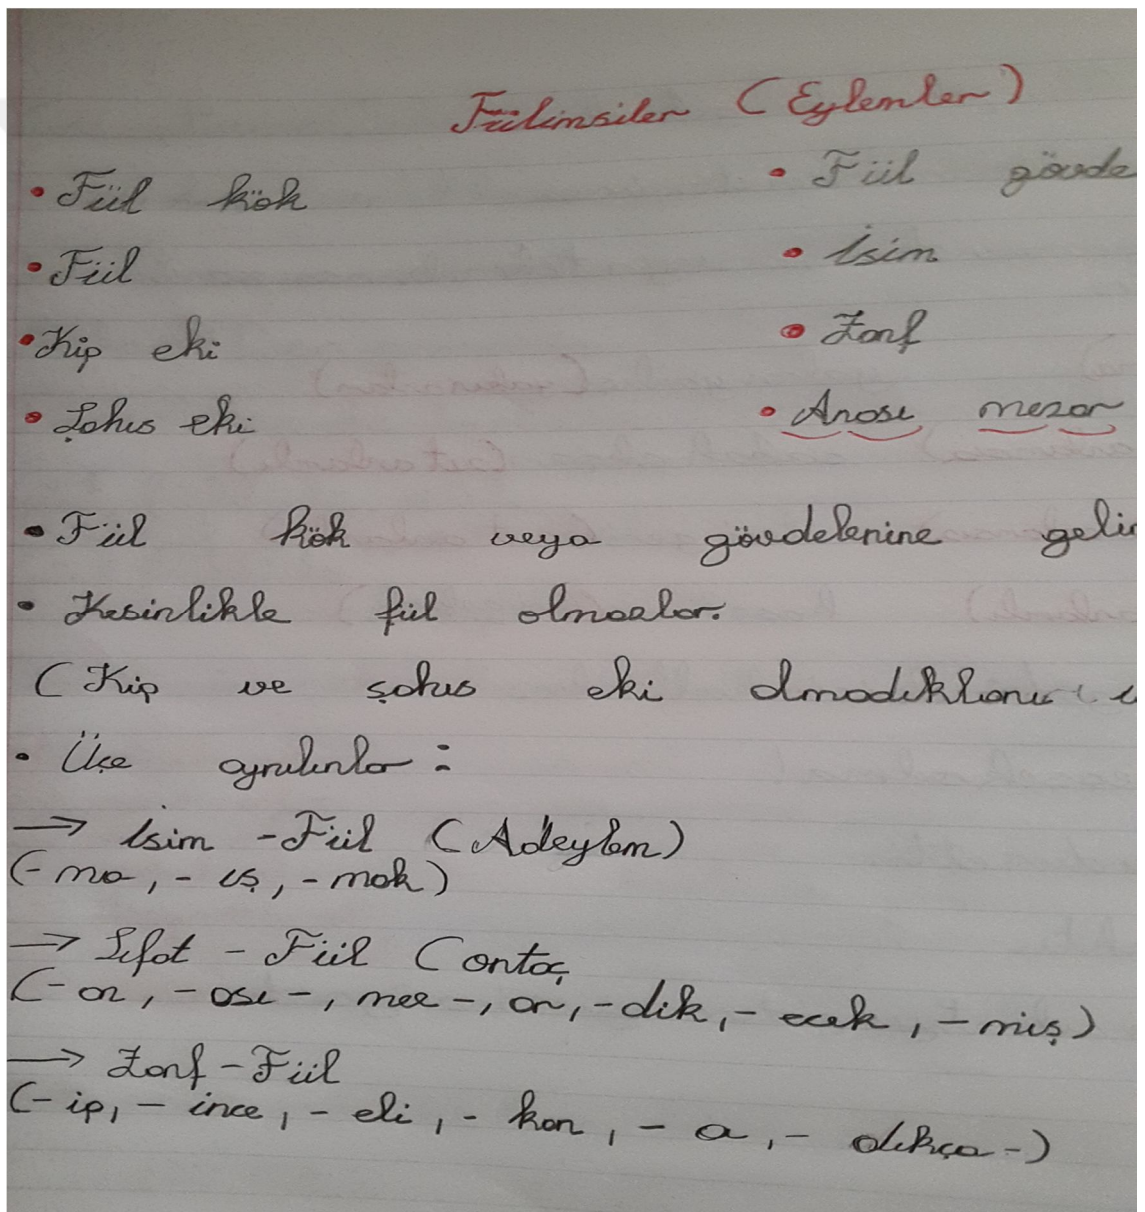 Fiilimsiler (Eylemler)
• Fiil kök • Fiil gövde
• Fiil • İsim
• Kip eki • Zarf
• Şahıs eki • Anası mezar
• Fiil kök veya gövdelerine gelir
• Kesinlikle fiil olmazlar.
(Kip ve şahıs eki almadıkları
• Üçe ayrılırlar :
→ İsim - Fiil (Adeylem)
(-ma, -ış, -mak)
→ Sıfat - Fiil (ortaç
(-an, -ası -, mez -, ar, -dik, - ecek, -miş)
→ Zarf - Fiil
(-ip, - ince, - eli, - ken, - a, - dıkça -)